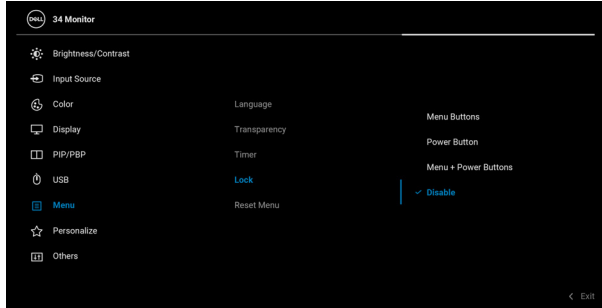 DELL 34 Monitor
Brightness/Contrast
Input Source
Color
Display
PIP/PBP
USB
Menu
Personalize
Others
Language
Transparency
Timer
Lock
Reset Menu
Menu Buttons
Power Button
Menu + Power Buttons
Disable
Exit